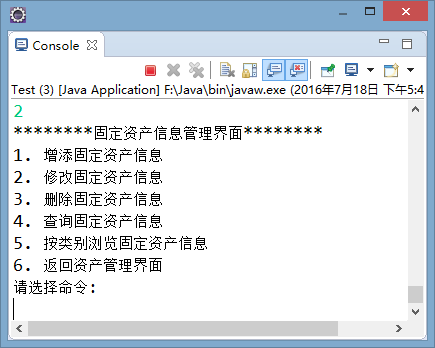 Console
Test (3) [Java Application] F:\Java\bin\javaw.exe (2016年7月18日 下午5:4
2
********固定资产信息管理界面********
1. 增添固定资产信息
2. 修改固定资产信息
3. 删除固定资产信息
4. 查询固定资产信息
5. 按类别浏览固定资产信息
6. 返回资产管理界面
请选择命令: